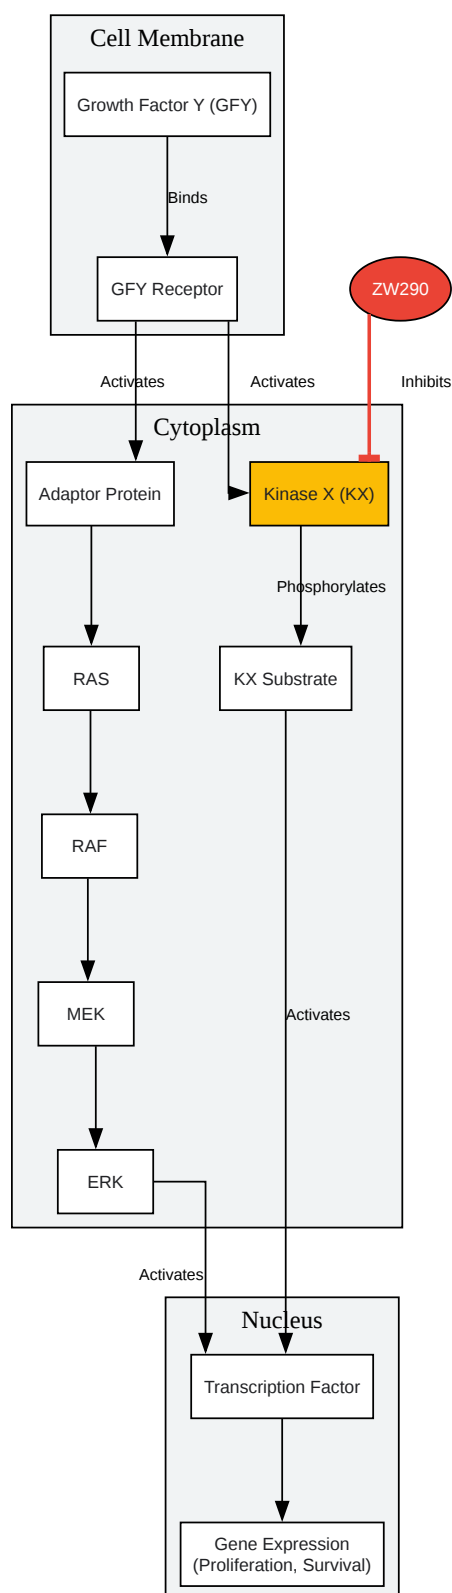 Cell Membrane
Growth Factor Y (GFY)
Binds
GFY Receptor
ZW290
Activates
Activates
Inhibits
Cytoplasm
Adaptor Protein
Kinase X (KX)
Phosphorylates
RAS
KX Substrate
RAF
MEK
Activates
ERK
Activates
Nucleus
Transcription Factor
Gene Expression
(Proliferation, Survival)